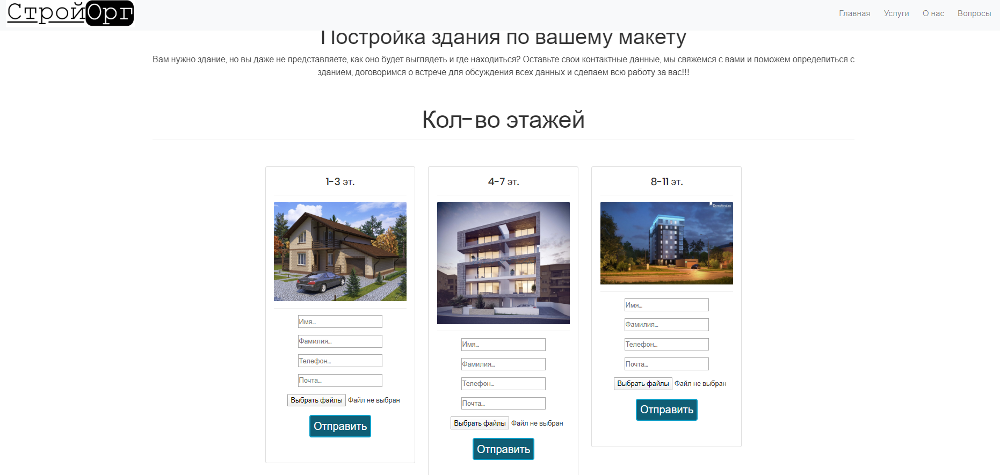 СтройОрг
Главная Услуги О нас Вопросы
Постройка здания по вашему макету
Вам нужно здание, но вы даже не представляете, как оно будет выглядеть и где находиться? Оставьте свои контактные данные, мы свяжемся с вами и поможем определиться с
зданием, договоримся о встрече для обсуждения всех данных и сделаем всю работу за вас!!!
Кол-во этажей
1-3 эт.
Имя...
Фамилия...
Телефон...
Почта...
Выбрать файлы Файл не выбран
Отправить
4-7 эт.
Имя...
Фамилия...
Телефон...
Почта...
Выбрать файлы Файл не выбран
Отправить
8-11 эт.
Domofond.ru
Имя...
Фамилия...
Телефон...
Почта...
Выбрать файлы Файл не выбран
Отправить